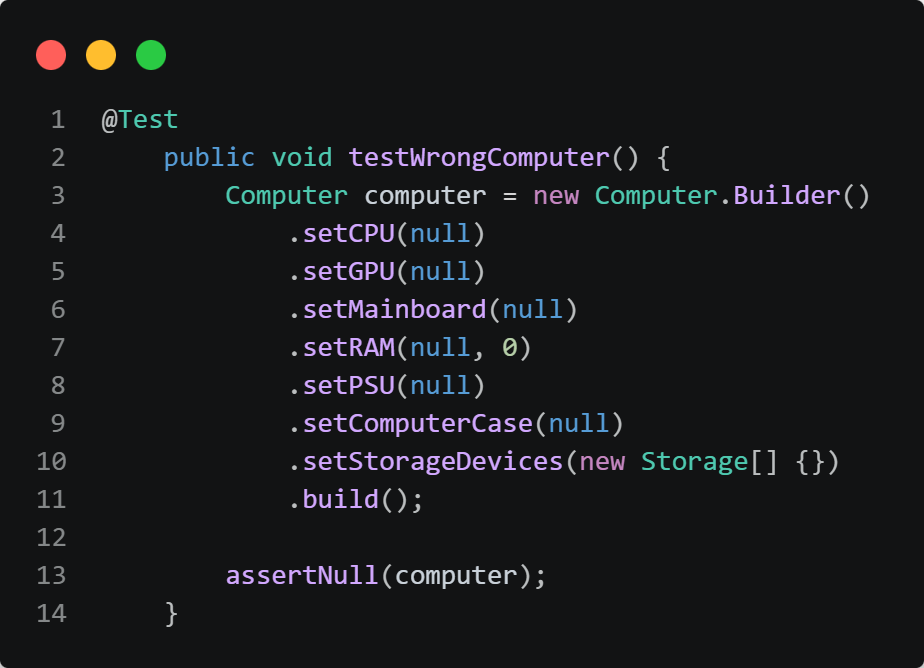 1 @Test
2     public void testWrongComputer() {
3         Computer computer = new Computer.Builder()
4             .setCPU(null)
5             .setGPU(null)
6             .setMainboard(null)
7             .setRAM(null, 0)
8             .setPSU(null)
9             .setComputerCase(null)
10             .setStorageDevices(new Storage[] {})
11             .build();
12
13         assertNull(computer);
14     }